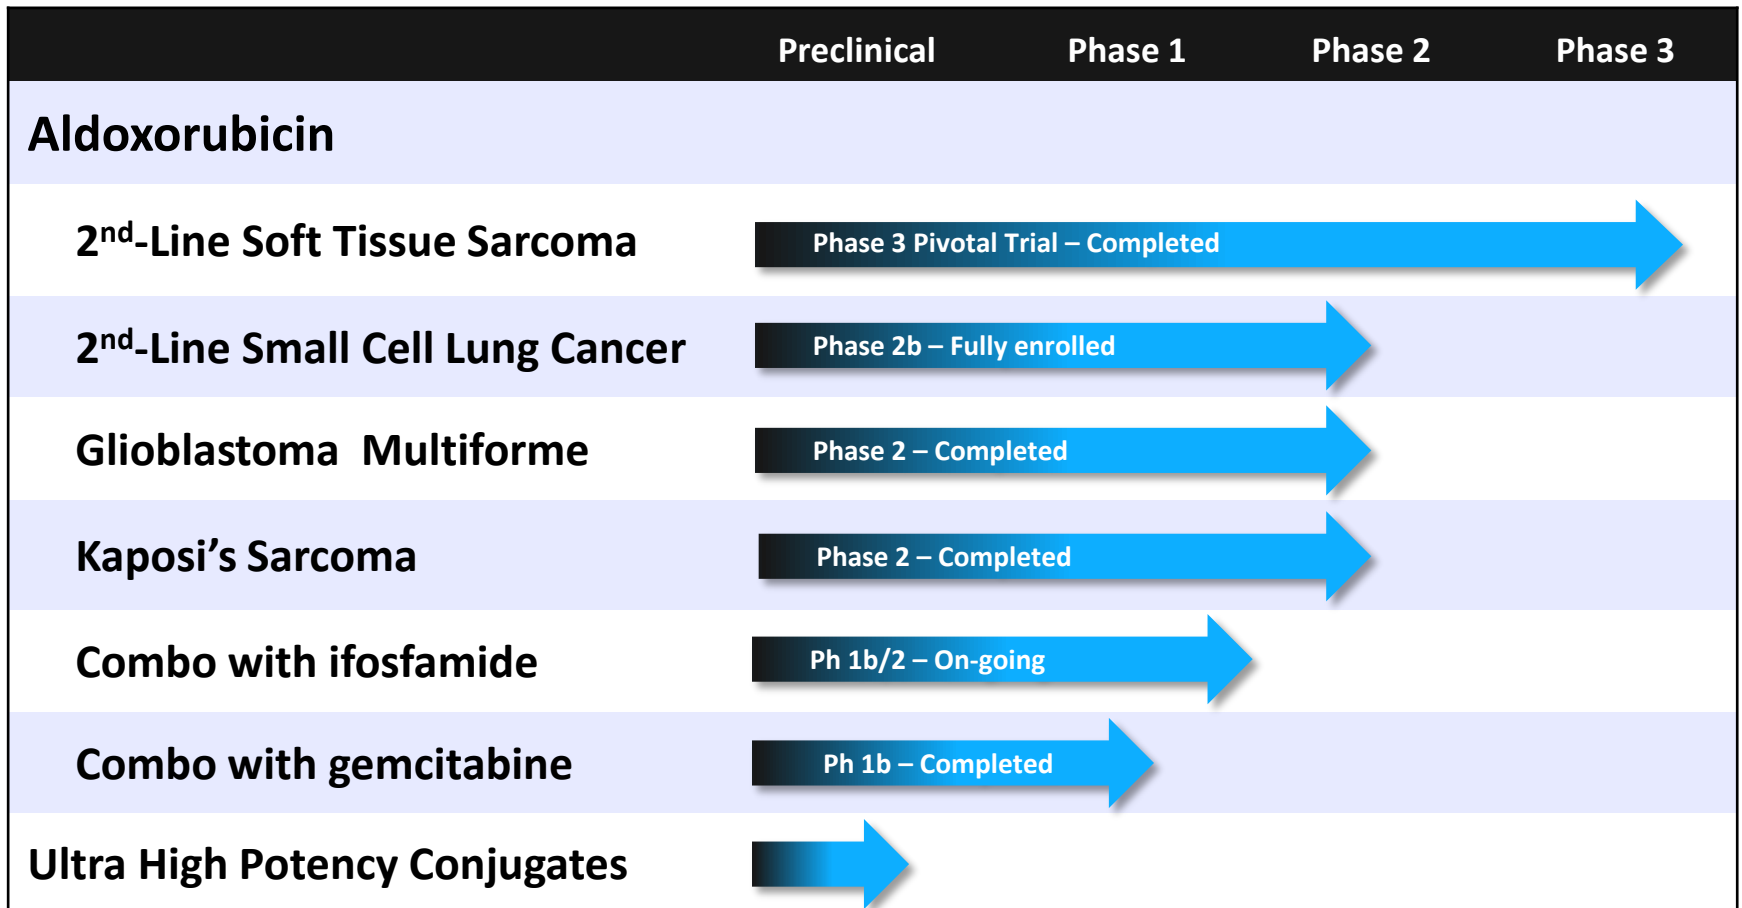 Preclinical Phase 1 Phase 2 Phase 3
Aldoxorubicin
2nd-Line Soft Tissue Sarcoma Phase 3 Pivotal Trial – Completed
2nd-Line Small Cell Lung Cancer Phase 2b – Fully enrolled
Glioblastoma  Multiforme Phase 2 – Completed
Kaposi’s Sarcoma Phase 2 – Completed
Combo with ifosfamide Ph 1b/2 – On-going
Combo with gemcitabine Ph 1b – Completed
Ultra High Potency Conjugates